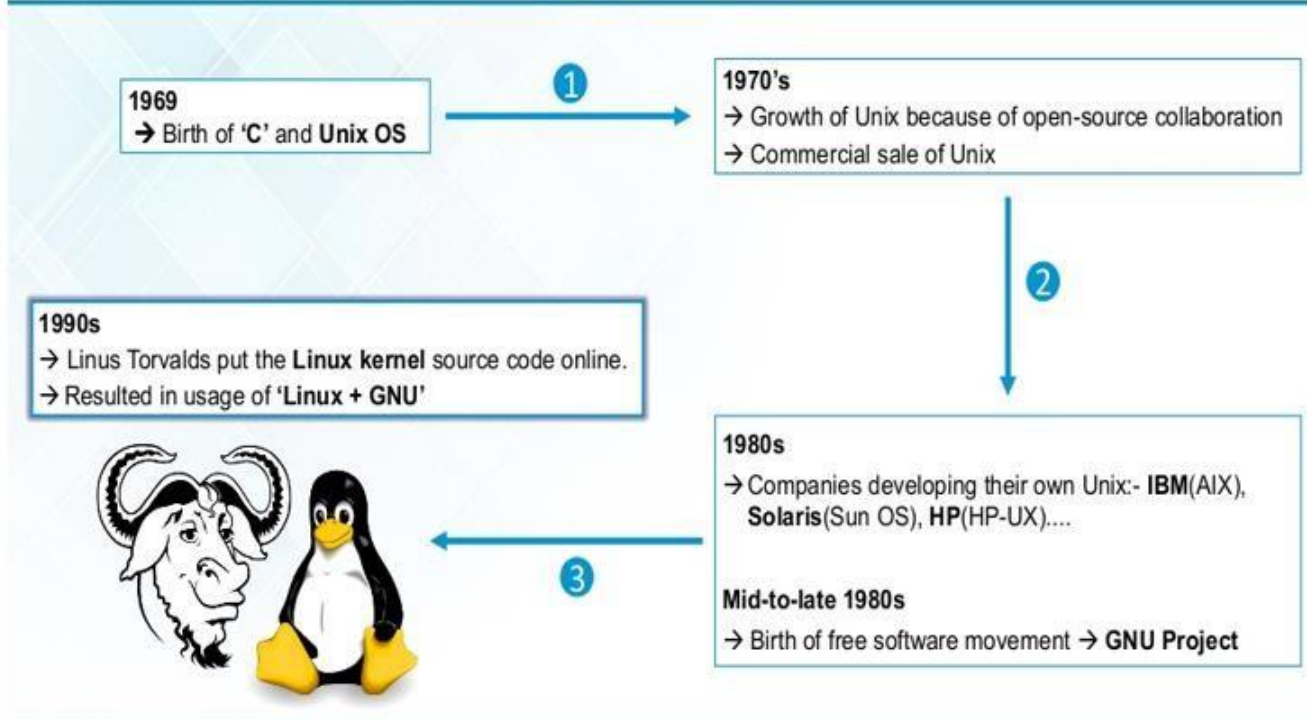 1969
→ Birth of ‘C’ and Unix OS
1
1970’s
→ Growth of Unix because of open-source collaboration
→ Commercial sale of Unix
2
1980s
→ Companies developing their own Unix:- IBM(AIX),
Solaris(Sun OS), HP(HP-UX)....
Mid-to-late 1980s
→ Birth of free software movement → GNU Project
3
1990s
→ Linus Torvalds put the Linux kernel source code online.
→ Resulted in usage of ‘Linux + GNU’